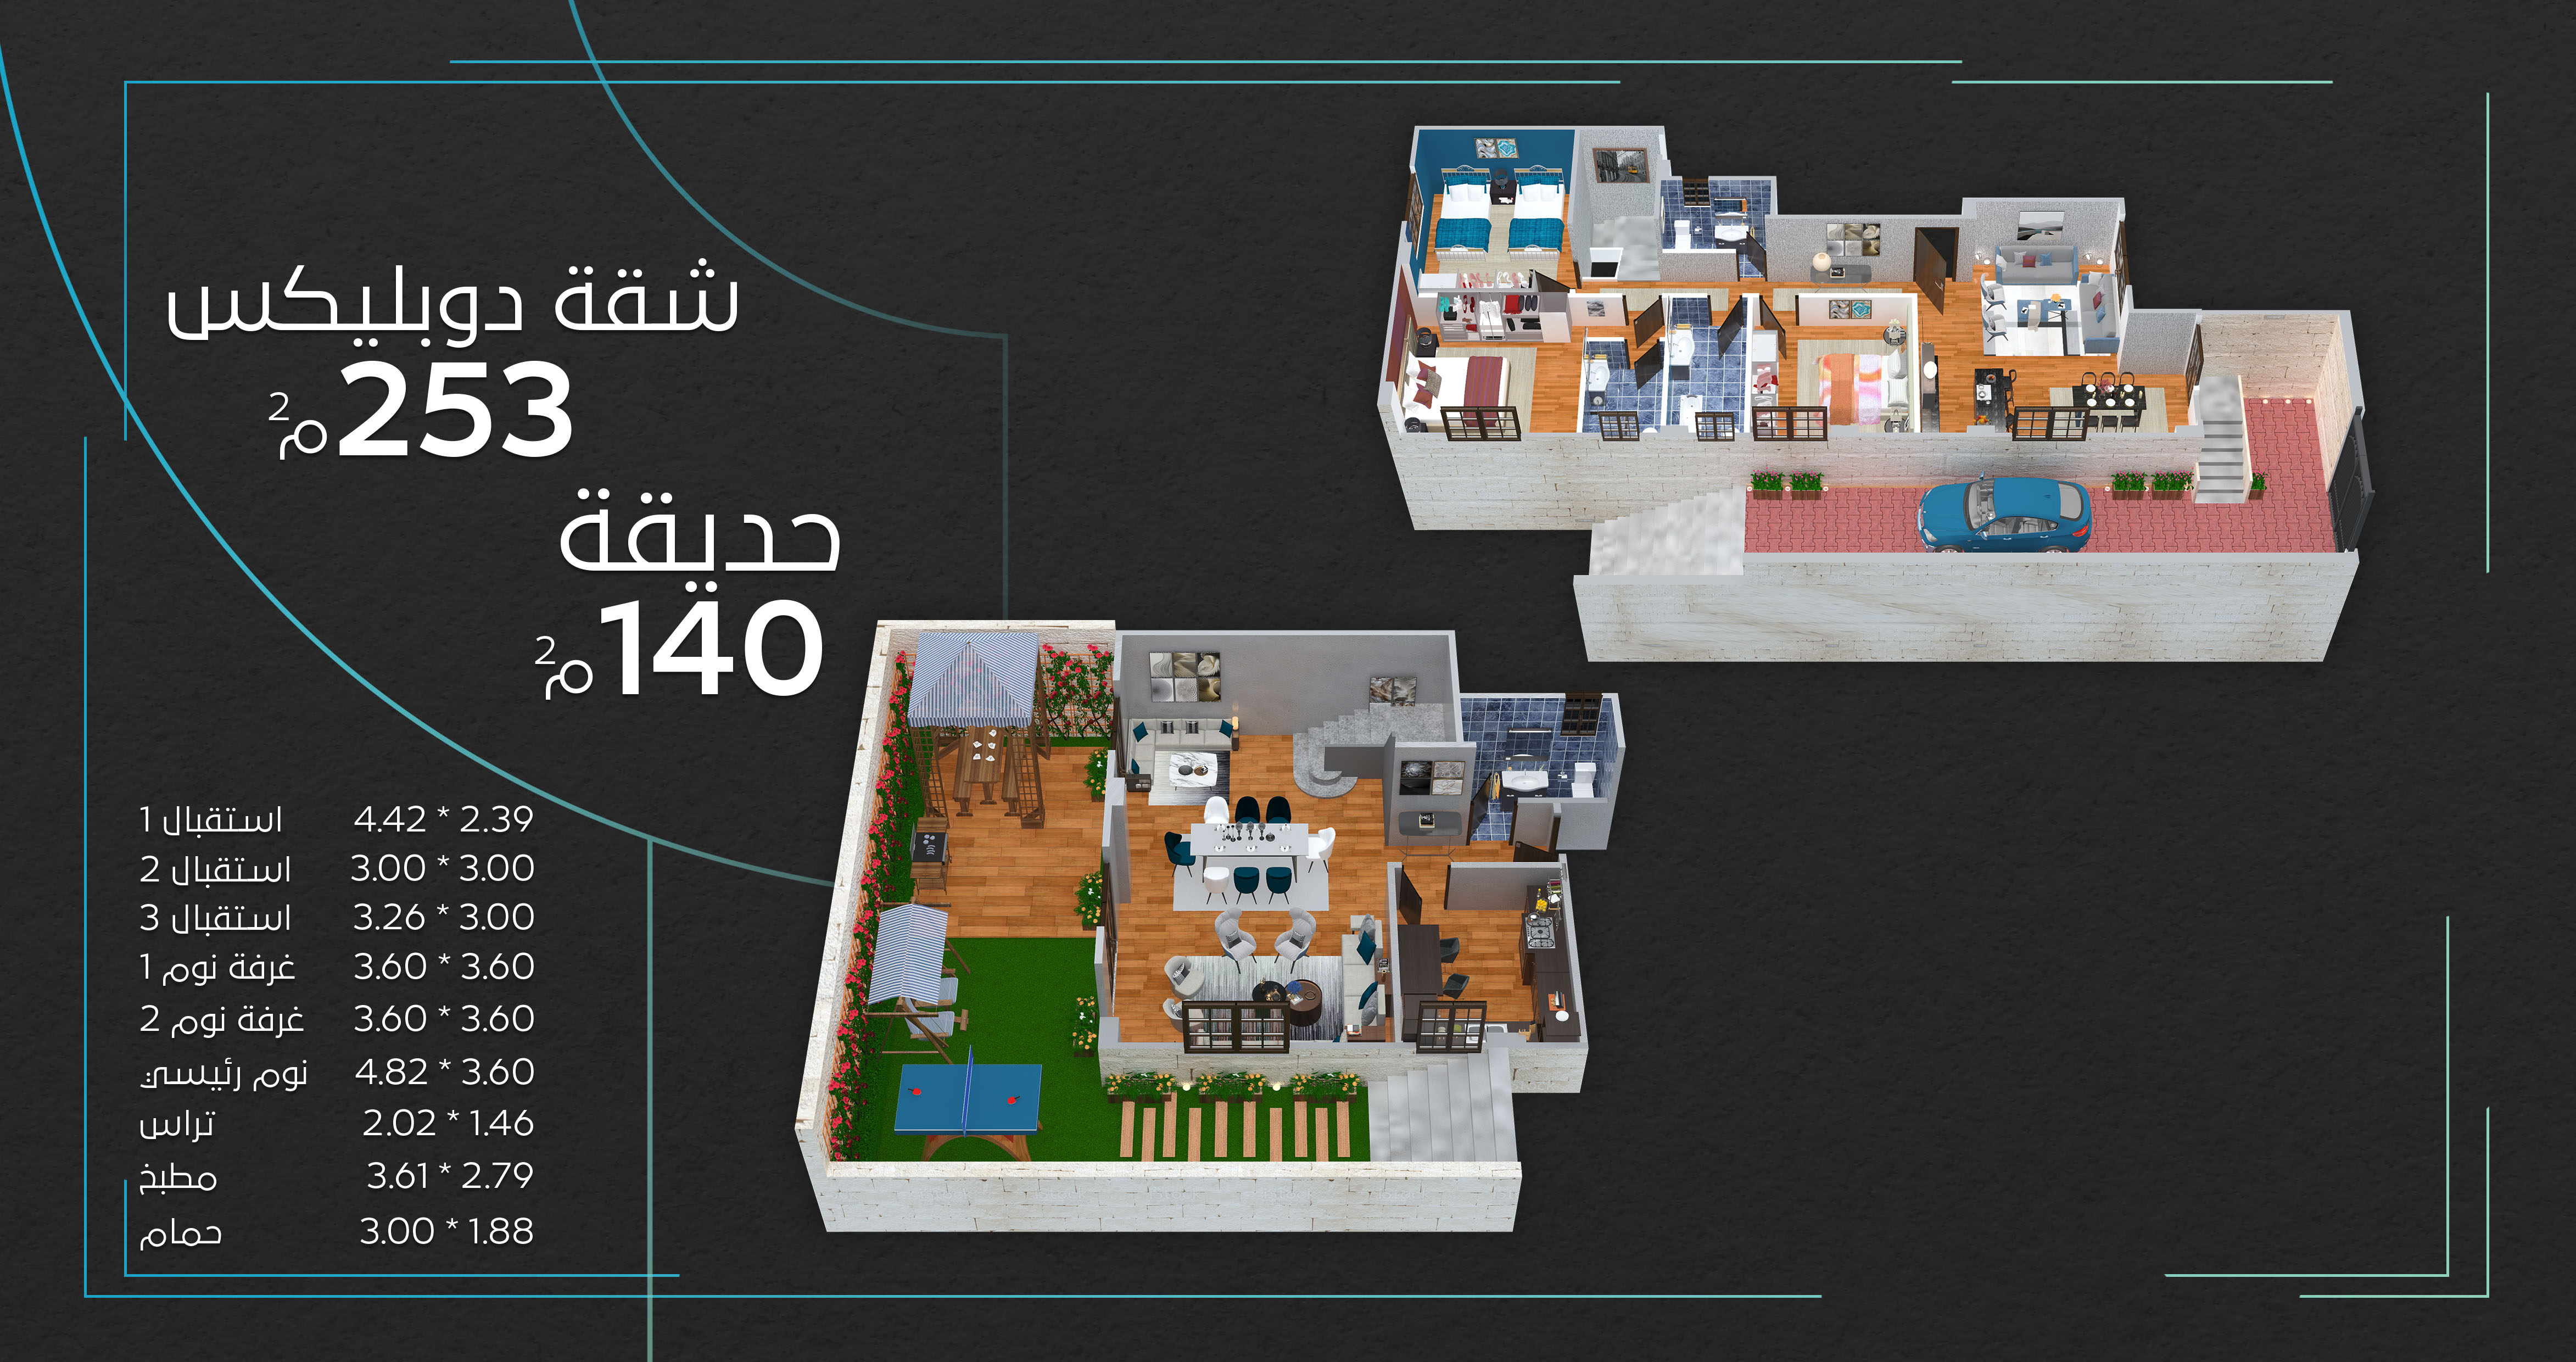 شقة دوبليكس
253م2
حديقة
140م2
استقبال 1 4.42 * 2.39
استقبال 2 3.00 * 3.00
استقبال 3 3.26 * 3.00
غرفة نوم 1 3.60 * 3.60
غرفة نوم 2 3.60 * 3.60
نوم رئيسي 4.82 * 3.60
تراس 2.02 * 1.46
مطبخ 3.61 * 2.79
حمام 3.00 * 1.88